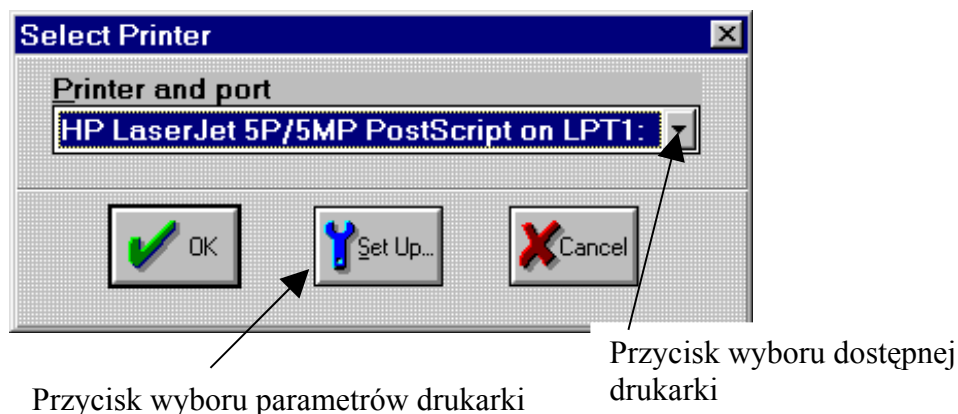 Select Printer
Printer and port
HP LaserJet 5P/5MP PostScript on LPT1:
OK
Set Up...
Cancel
Przycisk wyboru dostępnej
drukarki
Przycisk wyboru parametrów drukarki